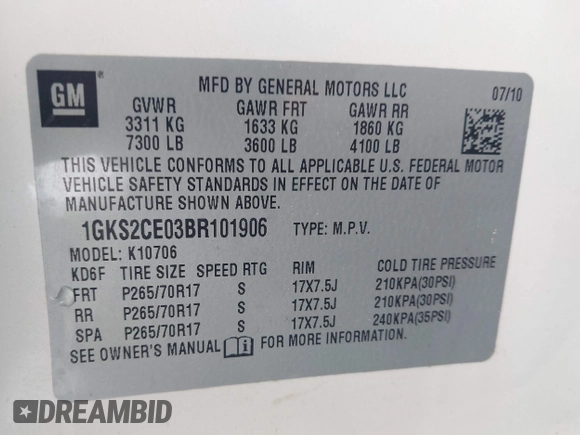 GM
MFD BY GENERAL MOTORS LLC
07/10
GVWR GAWR FRT GAWR RR
3311 KG 1633 KG 1860 KG
7300 LB 3600 LB 4100 LB
THIS VEHICLE CONFORMS TO ALL APPLICABLE U.S. FEDERAL MOTOR
VEHICLE SAFETY STANDARDS IN EFFECT ON THE DATE OF
MANUFACTURE SHOWN ABOVE.
1GKS2CE03BR101906 TYPE: M.P.V.
MODEL: K10706
KD6F TIRE SIZE SPEED RTG RIM COLD TIRE PRESSURE
FRT P265/70R17 S 17X7.5J 210KPA(30PSI)
RR P265/70R17 S 17X7.5J 210KPA(30PSI)
SPA P265/70R17 S 17X7.5J 240KPA(35PSI)
SEE OWNER'S MANUAL FOR MORE INFORMATION.
DREAMBID